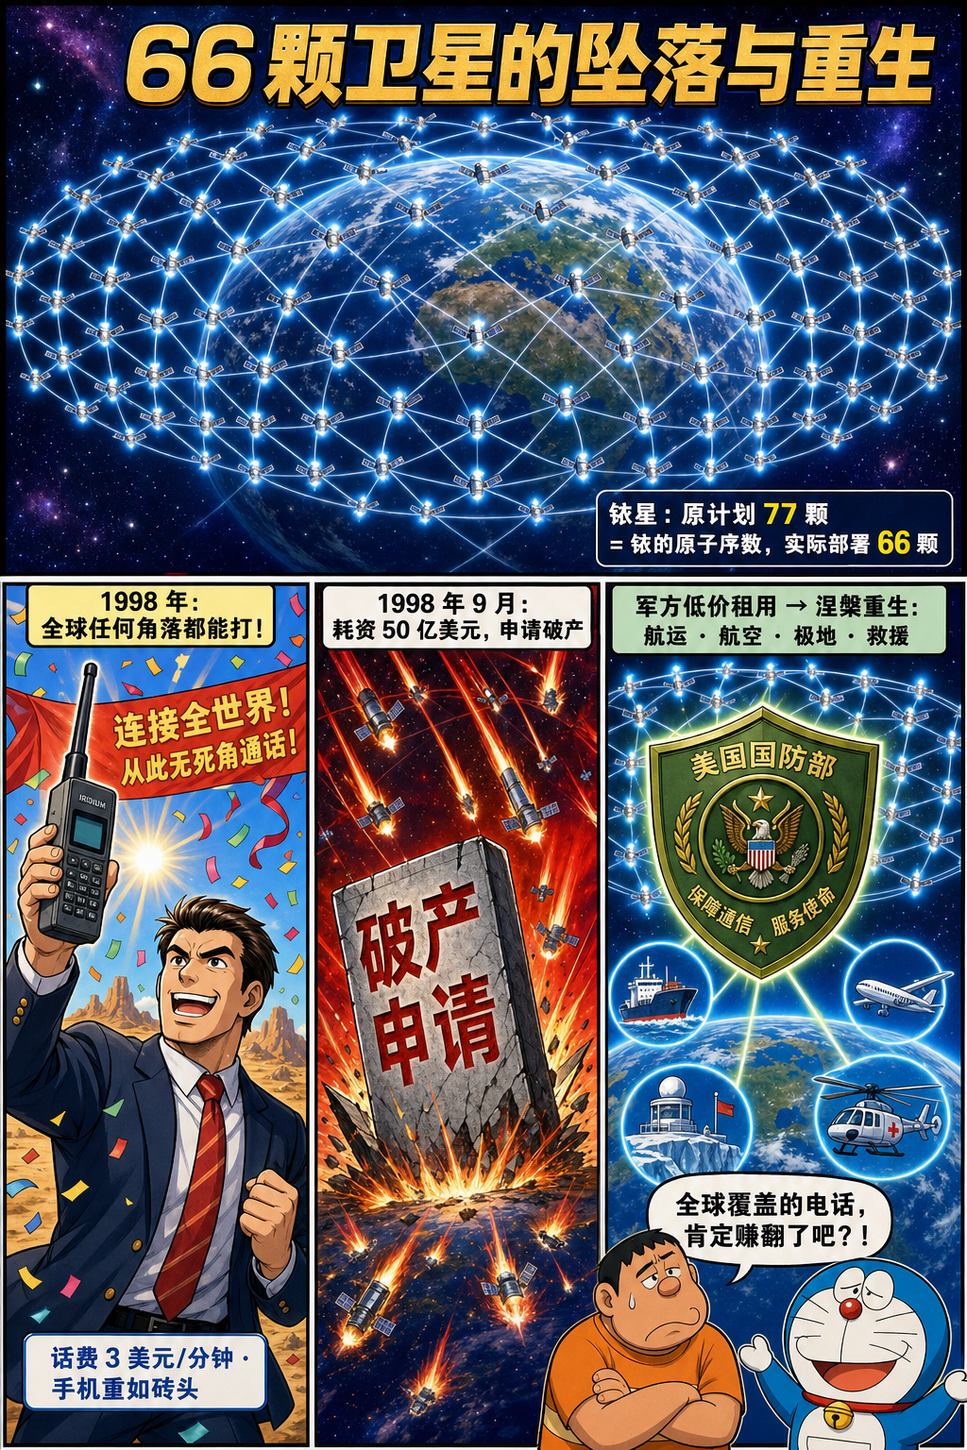 66颗卫星的坠落与重生
铱星：原计划 77 颗
= 铱的原子序数，实际部署 66 颗
1998 年：
全球任何角落都能打！
连接全世界！
从此无死角通话！
IRIDIUM
话费 3 美元/分钟·
手机重如砖头
1998 年 9 月：
耗资 50 亿美元，申请破产
破产
申请
军方低价租用 → 涅槃重生：
航运 · 航空 · 极地 · 救援
美国国防部
保障通信 服务使命
全球覆盖的电话，
肯定赚翻了吧？！